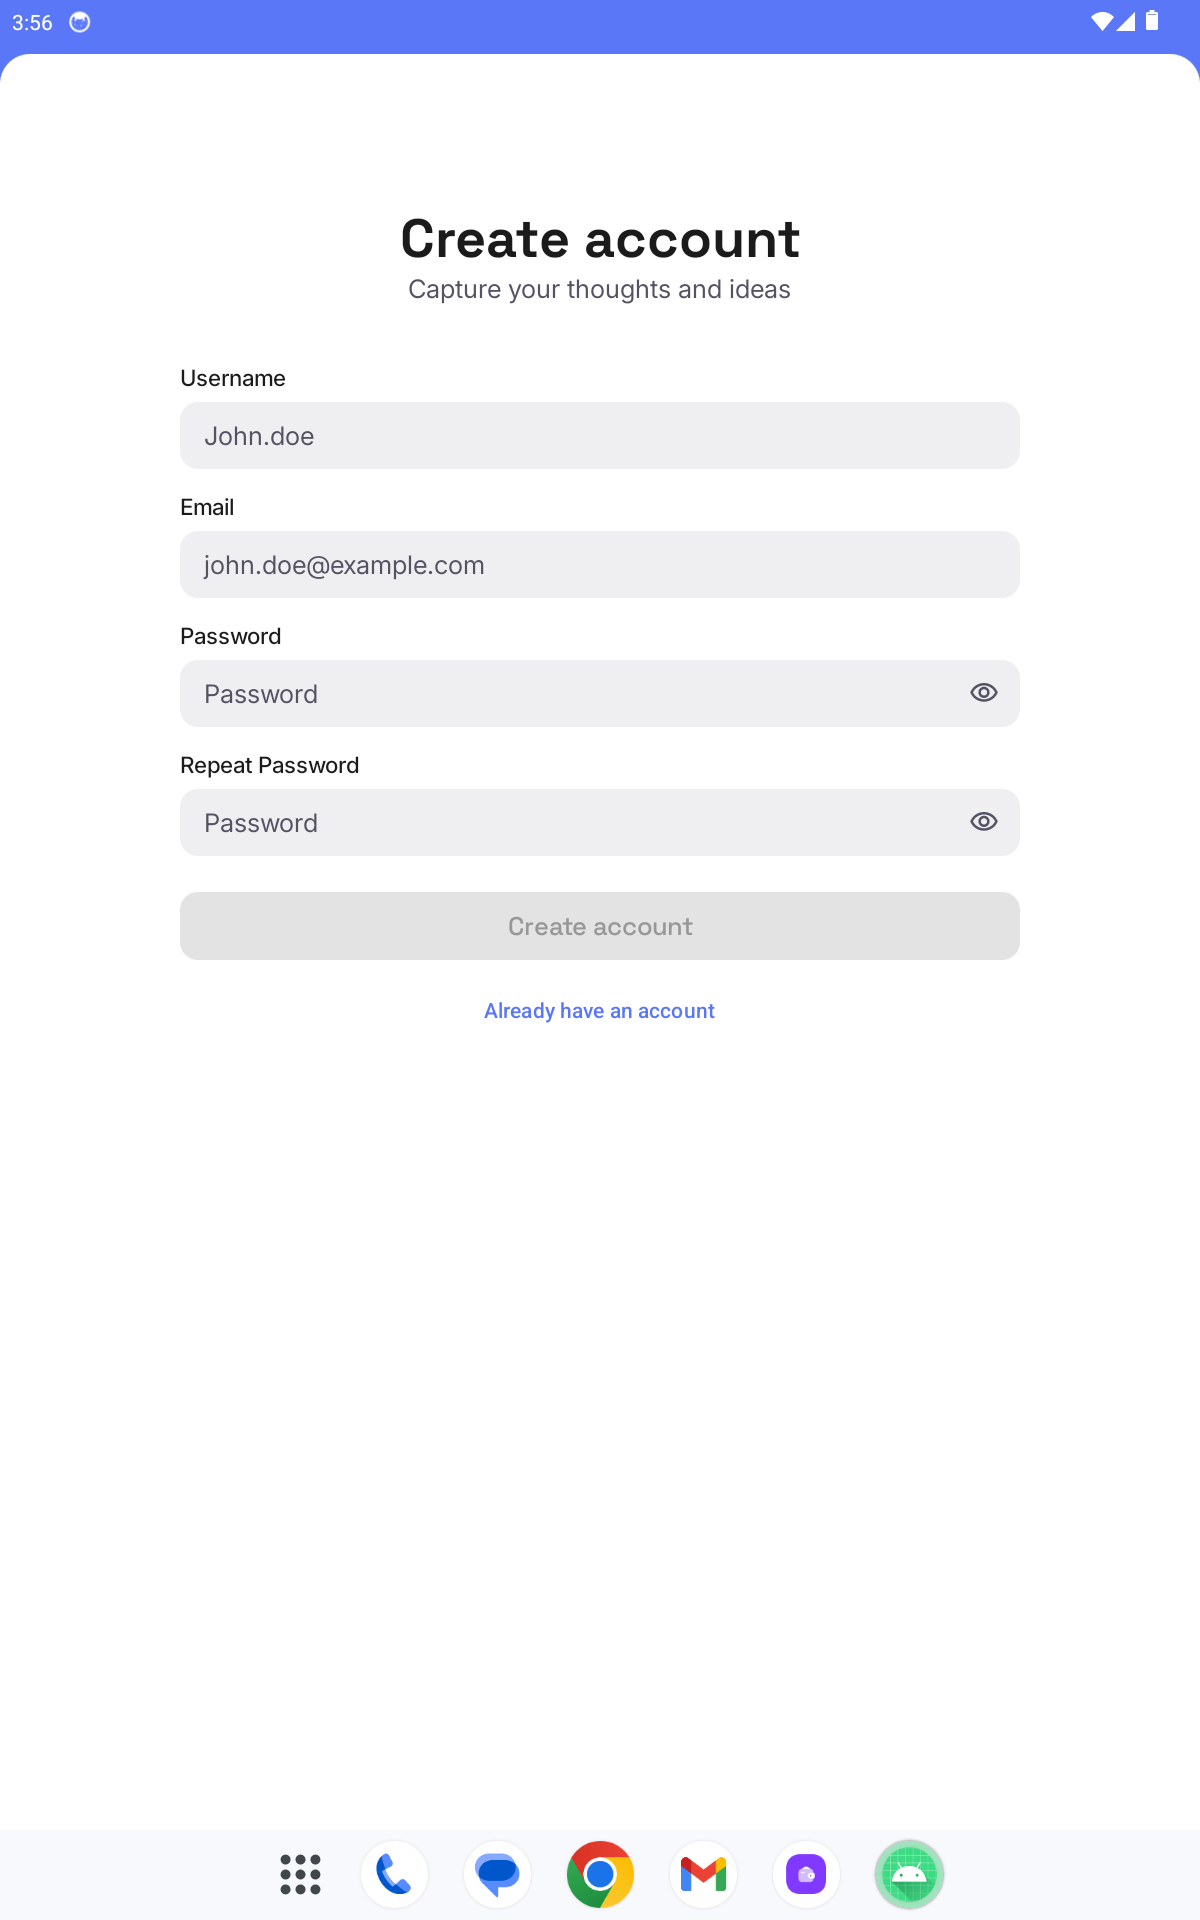 3:56
Create account
Capture your thoughts and ideas
Username
John.doe
Email
john.doe@example.com
Password
Password
Repeat Password
Password
Create account
Already have an account